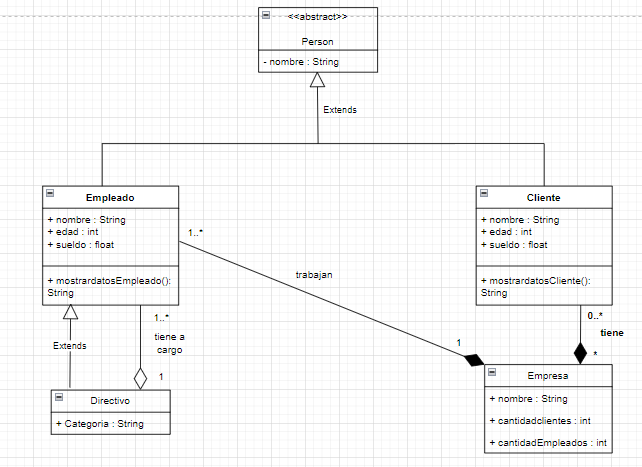 <<abstract>>
Person
- nombre : String
Extends
Empleado
+ nombre : String
+ edad : int
+ sueldo : float
+ mostrardatosEmpleado():
String
Cliente
+ nombre : String
+ edad : int
+ sueldo : float
+ mostrardatosCliente():
String
1..*
trabajan
1
Extends
1..*
tiene a
cargo
1
0..*
tiene
*
Directivo
+ Categoria : String
Empresa
+ nombre : String
+ cantidadclientes : int
+ cantidadEmpleados : int